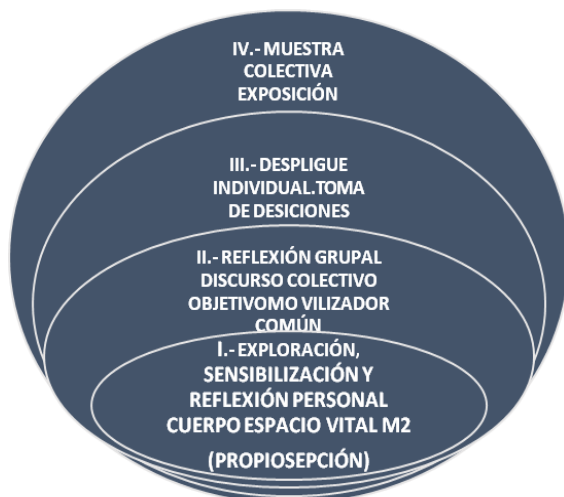 IV.- MUESTRA
COLECTIVA
EXPOSICIÓN
III.- DESPLIGUE
INDIVIDUAL.TOMA
DE DESICIONES
II.- REFLEXIÓN GRUPAL
DISCURSO COLECTIVO
OBJETIVOMO VILIZADOR
COMÚN
I.- EXPLORACIÓN,
SENSIBILIZACIÓN Y
REFLEXIÓN PERSONAL
CUERPO ESPACIO VITAL M2
(PROPIOSEPCIÓN)